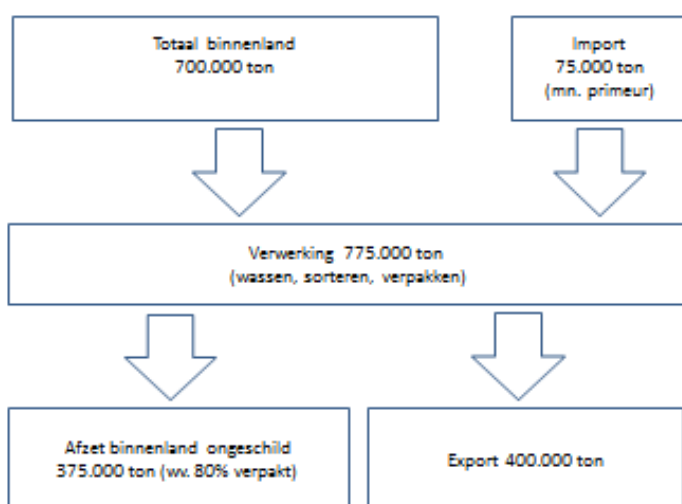 Totaal binnenland
700.000 ton
Import
75.000 ton
(mn. primeur)
Verwerking 775.000 ton
(wassen, sorteren, verpakken)
Afzet binnenland ongeschild
375.000 ton (wv. 80% verpakt)
Export 400.000 ton